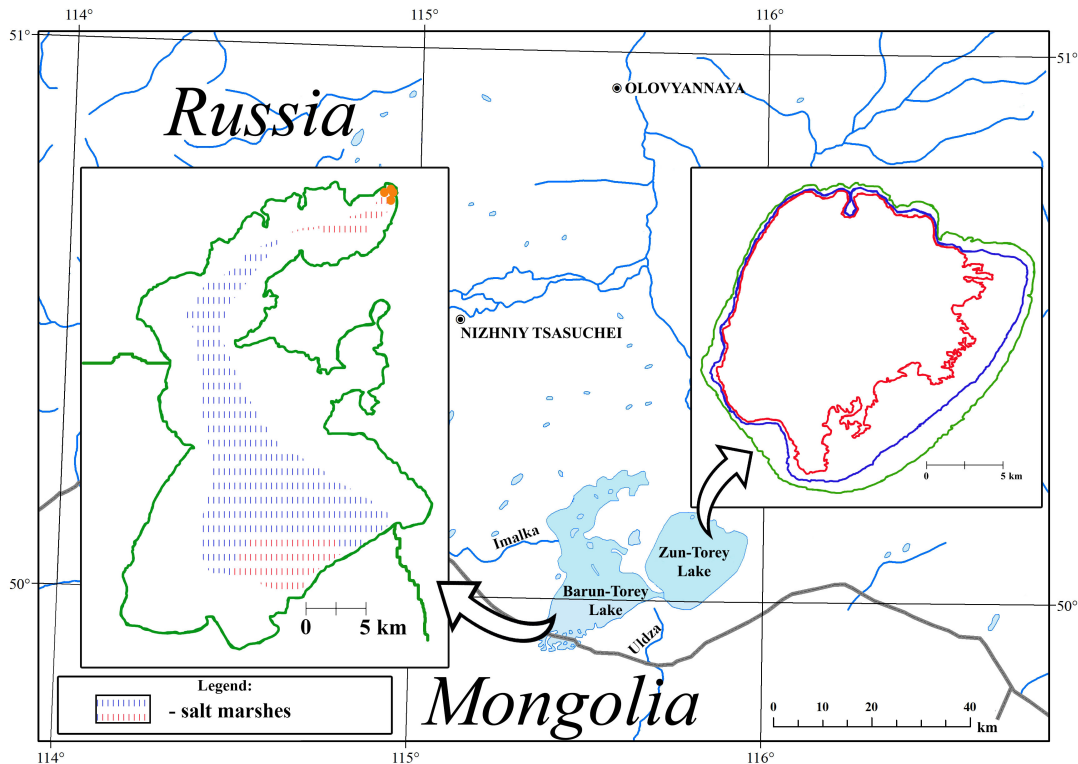 114°
115°
116°
51°
51°
OLOVYANNAYA
Russia
NIZHNIY TSASUCHEI
5 km
0
Imalka
Zun-Torey
Lake
50°
Barun-Torey
Lake
50°
0
5 km
Uldza
Legend:
- salt marshes
Mongolia
0
10
20
30
40
km
114°
115°
116°